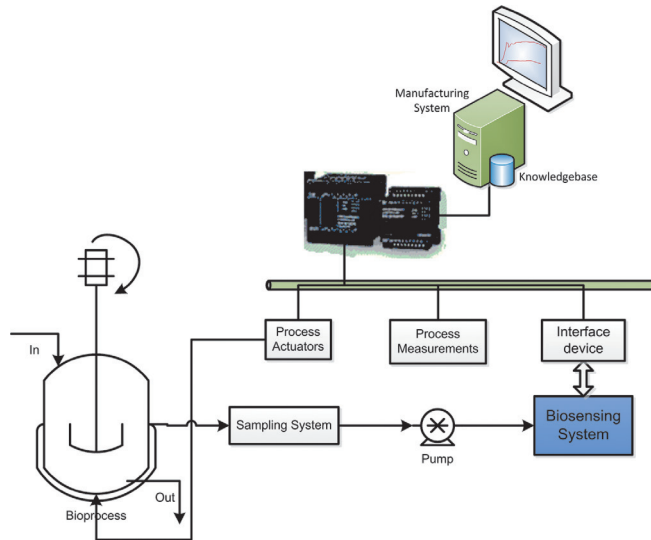 Manufacturing
System
Knowledgebase
Process
Actuators
Process
Measurements
Interface
device
In
Sampling System
Pump
Biosensing
System
Out
Bioprocess